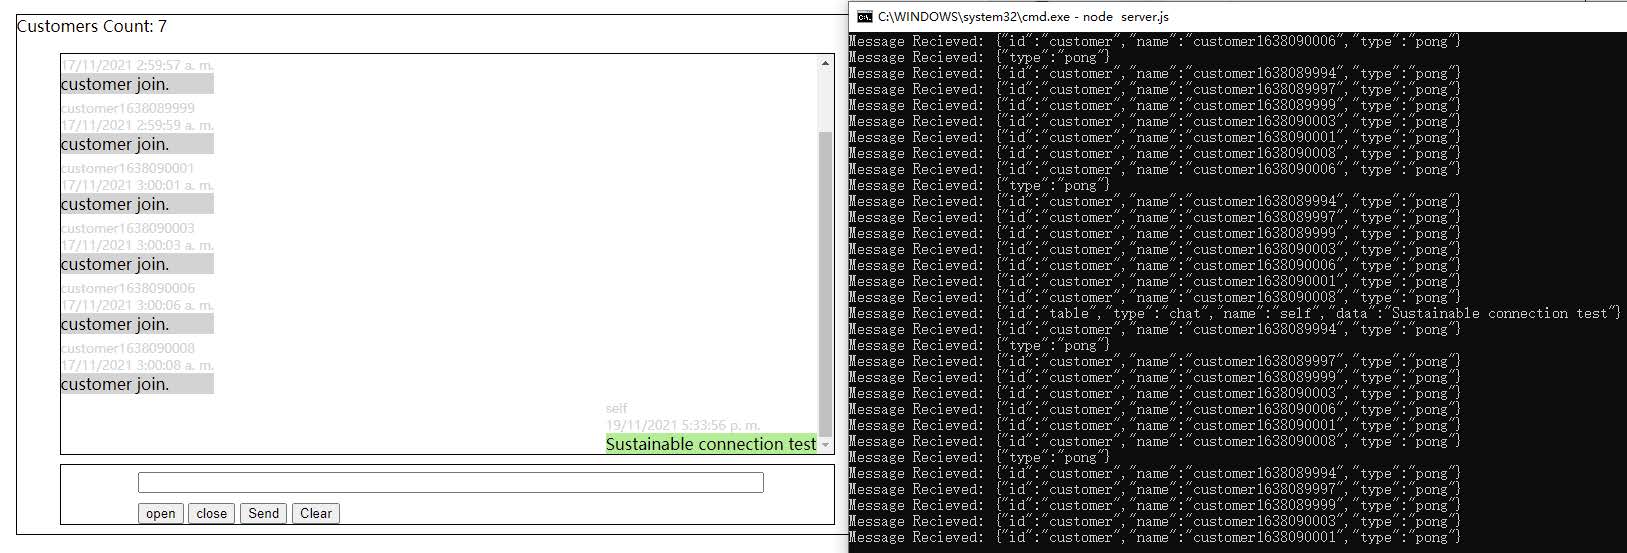 Customers Count: 7
17/11/2021 2:59:57 a. m.
customer join.
customer1638089999
17/11/2021 2:59:59 a. m.
customer join.
customer1638090001
17/11/2021 3:00:01 a. m.
customer join.
customer1638090003
17/11/2021 3:00:03 a. m.
customer join.
customer1638090006
17/11/2021 3:00:06 a. m.
customer join.
customer1638090008
17/11/2021 3:00:08 a. m.
customer join.
self
19/11/2021 5:33:56 p. m.
Sustainable connection test
open close Send Clear
C:\WINDOWS\system32\cmd.exe - node server.js
Message Recieved: {"id":"customer","name":"customer1638090006","type":"pong"}
Message Recieved: {"type":"pong"}
Message Recieved: {"id":"customer","name":"customer1638089994","type":"pong"}
Message Recieved: {"id":"customer","name":"customer1638089997","type":"pong"}
Message Recieved: {"id":"customer","name":"customer1638089999","type":"pong"}
Message Recieved: {"id":"customer","name":"customer1638090003","type":"pong"}
Message Recieved: {"id":"customer","name":"customer1638090001","type":"pong"}
Message Recieved: {"id":"customer","name":"customer1638090008","type":"pong"}
Message Recieved: {"id":"customer","name":"customer1638090006","type":"pong"}
Message Recieved: {"type":"pong"}
Message Recieved: {"id":"customer","name":"customer1638089994","type":"pong"}
Message Recieved: {"id":"customer","name":"customer1638089997","type":"pong"}
Message Recieved: {"id":"customer","name":"customer1638089999","type":"pong"}
Message Recieved: {"id":"customer","name":"customer1638090003","type":"pong"}
Message Recieved: {"id":"customer","name":"customer1638090006","type":"pong"}
Message Recieved: {"id":"customer","name":"customer1638090001","type":"pong"}
Message Recieved: {"id":"customer","name":"customer1638090008","type":"pong"}
Message Recieved: {"id":"table","type":"chat","name":"self","data":"Sustainable connection test"}
Message Recieved: {"id":"customer","name":"customer1638089994","type":"pong"}
Message Recieved: {"type":"pong"}
Message Recieved: {"id":"customer","name":"customer1638089997","type":"pong"}
Message Recieved: {"id":"customer","name":"customer1638089999","type":"pong"}
Message Recieved: {"id":"customer","name":"customer1638090003","type":"pong"}
Message Recieved: {"id":"customer","name":"customer1638090006","type":"pong"}
Message Recieved: {"id":"customer","name":"customer1638090001","type":"pong"}
Message Recieved: {"id":"customer","name":"customer1638090008","type":"pong"}
Message Recieved: {"type":"pong"}
Message Recieved: {"id":"customer","name":"customer1638089994","type":"pong"}
Message Recieved: {"id":"customer","name":"customer1638089997","type":"pong"}
Message Recieved: {"id":"customer","name":"customer1638089999","type":"pong"}
Message Recieved: {"id":"customer","name":"customer1638090003","type":"pong"}
Message Recieved: {"id":"customer","name":"customer1638090001","type":"pong"}